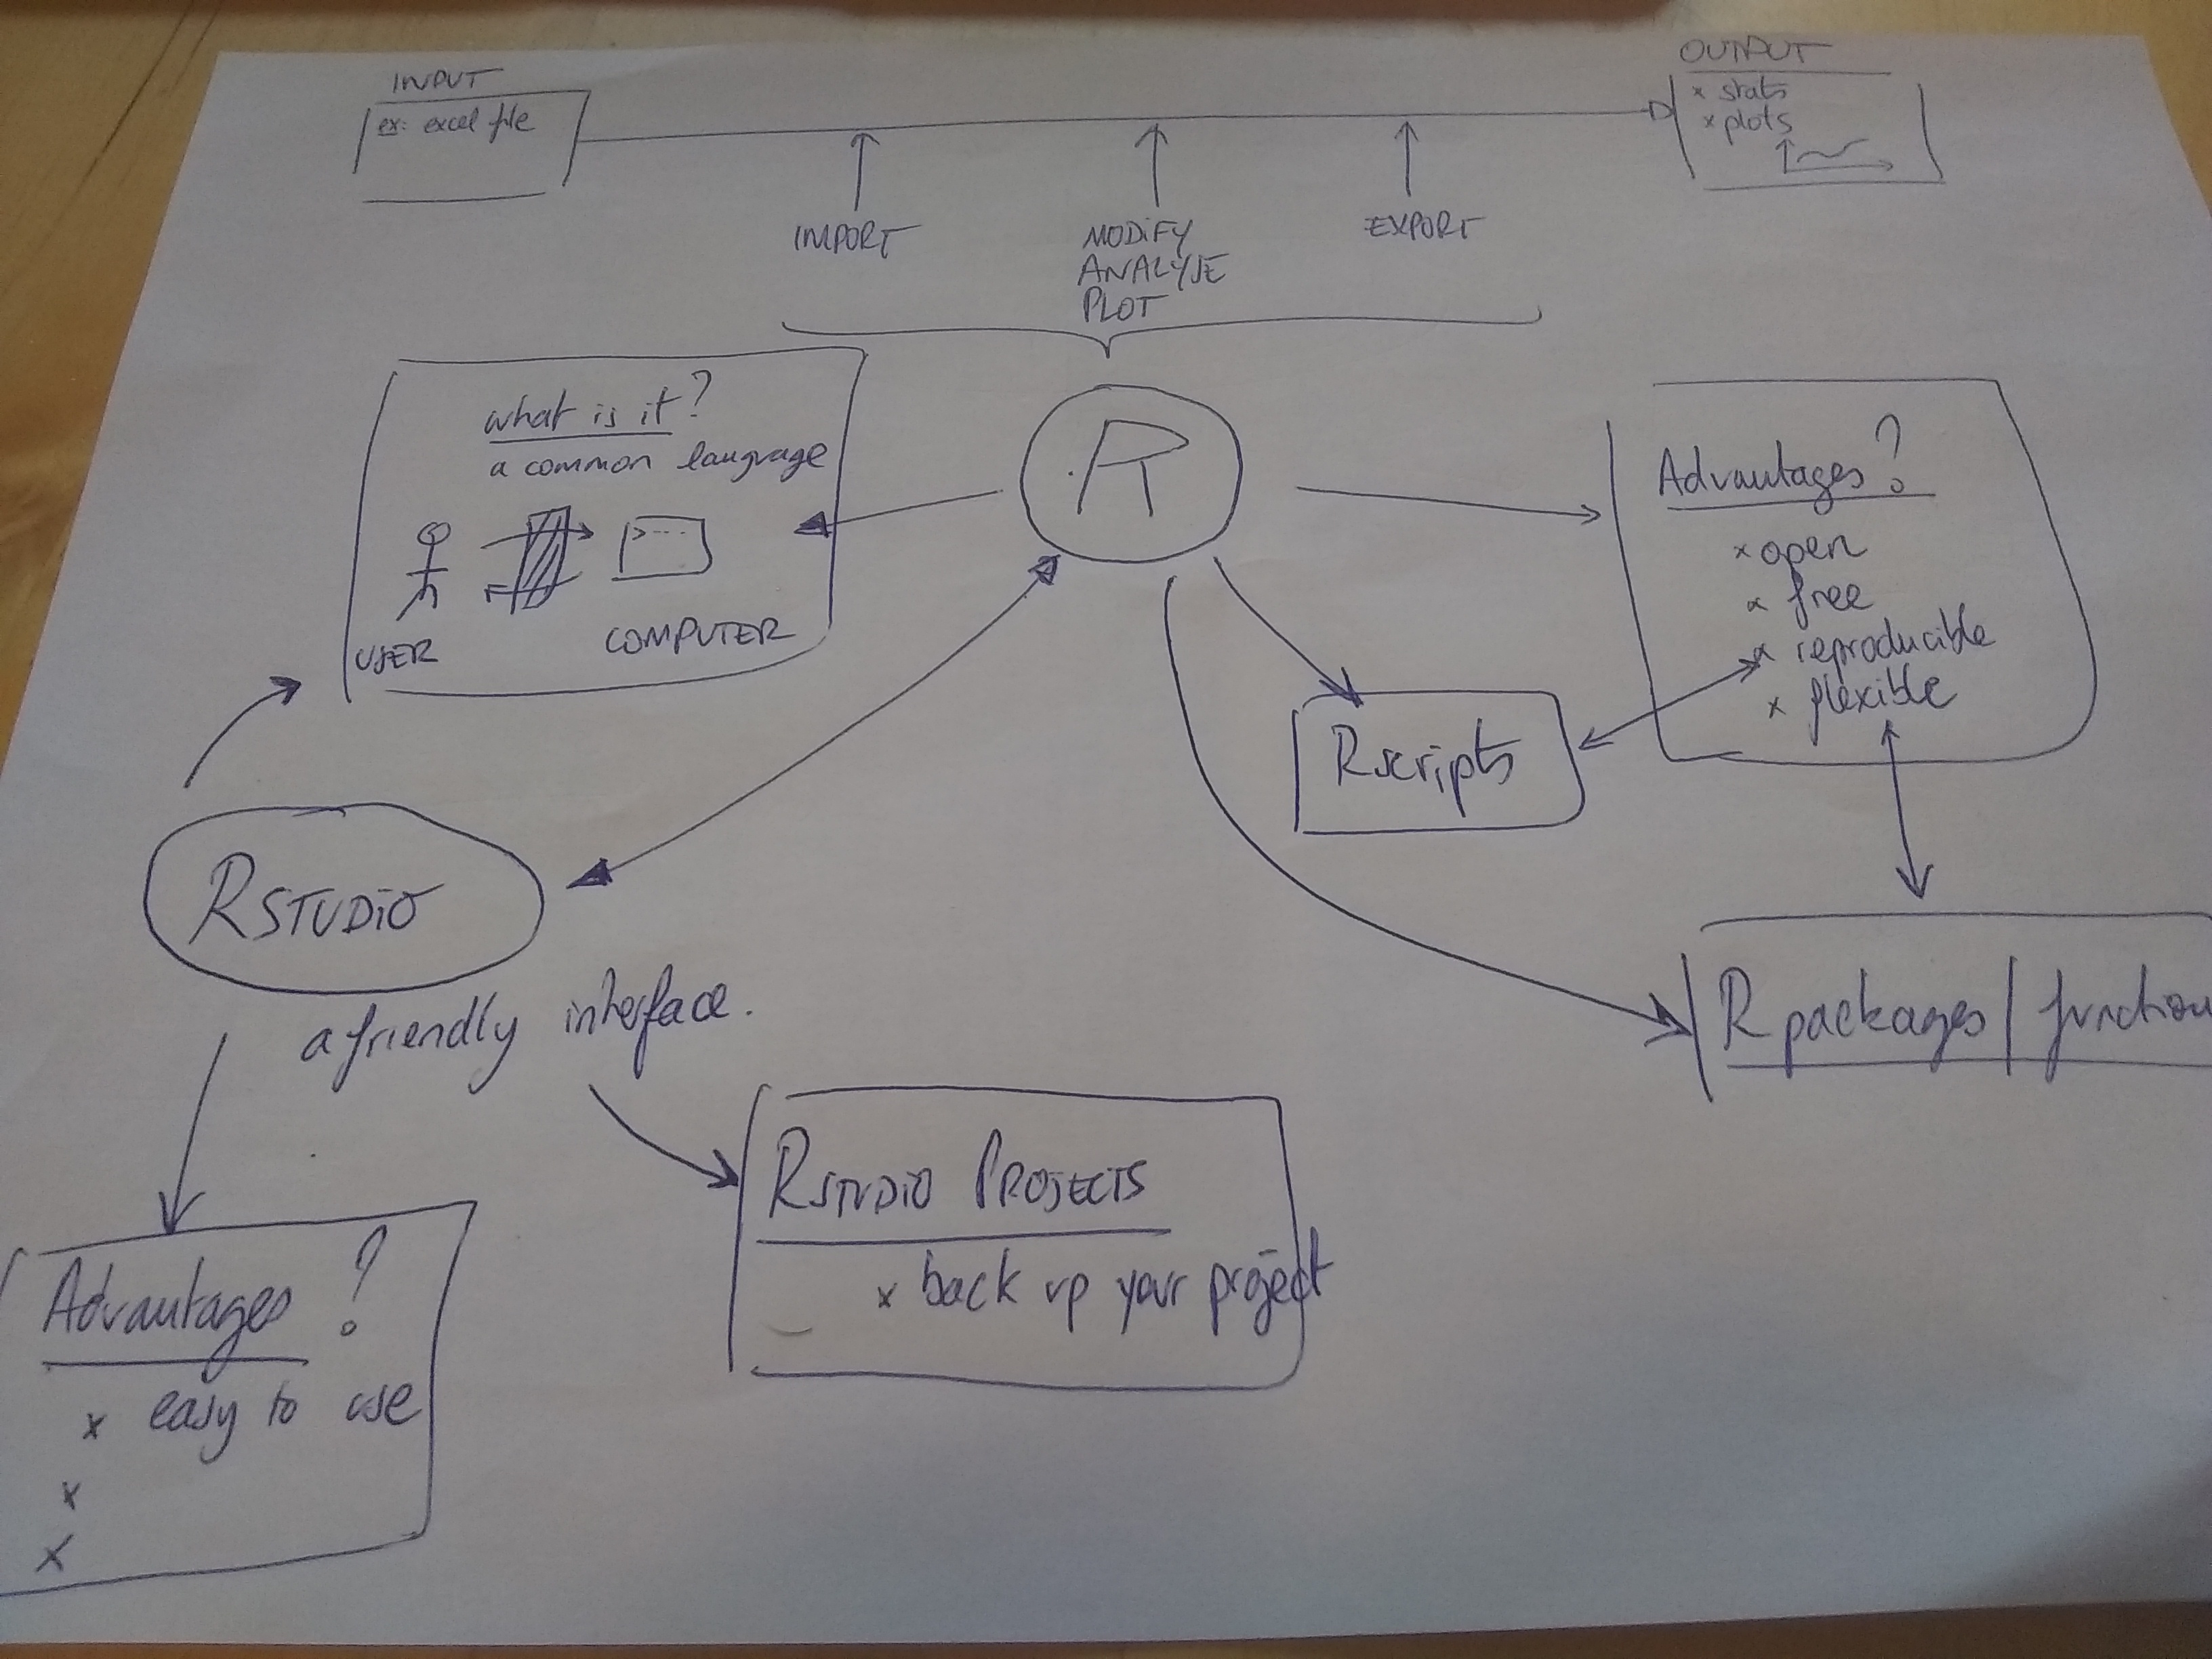 INPUT
ex: excel file
OUTPUT
x stats
x plots
IMPORT
MODIFY
ANALYSE
PLOT
EXPORT
what is it?
a common language
>---
USER
COMPUTER
R
Advantages?
x open
x free
x reproducible
x flexible
Rscripts
RSTUDIO
a friendly interface.
R packages / function
RSTUDIO PROJECTS
x back up your project
Advantages?
x easy to use
x
x